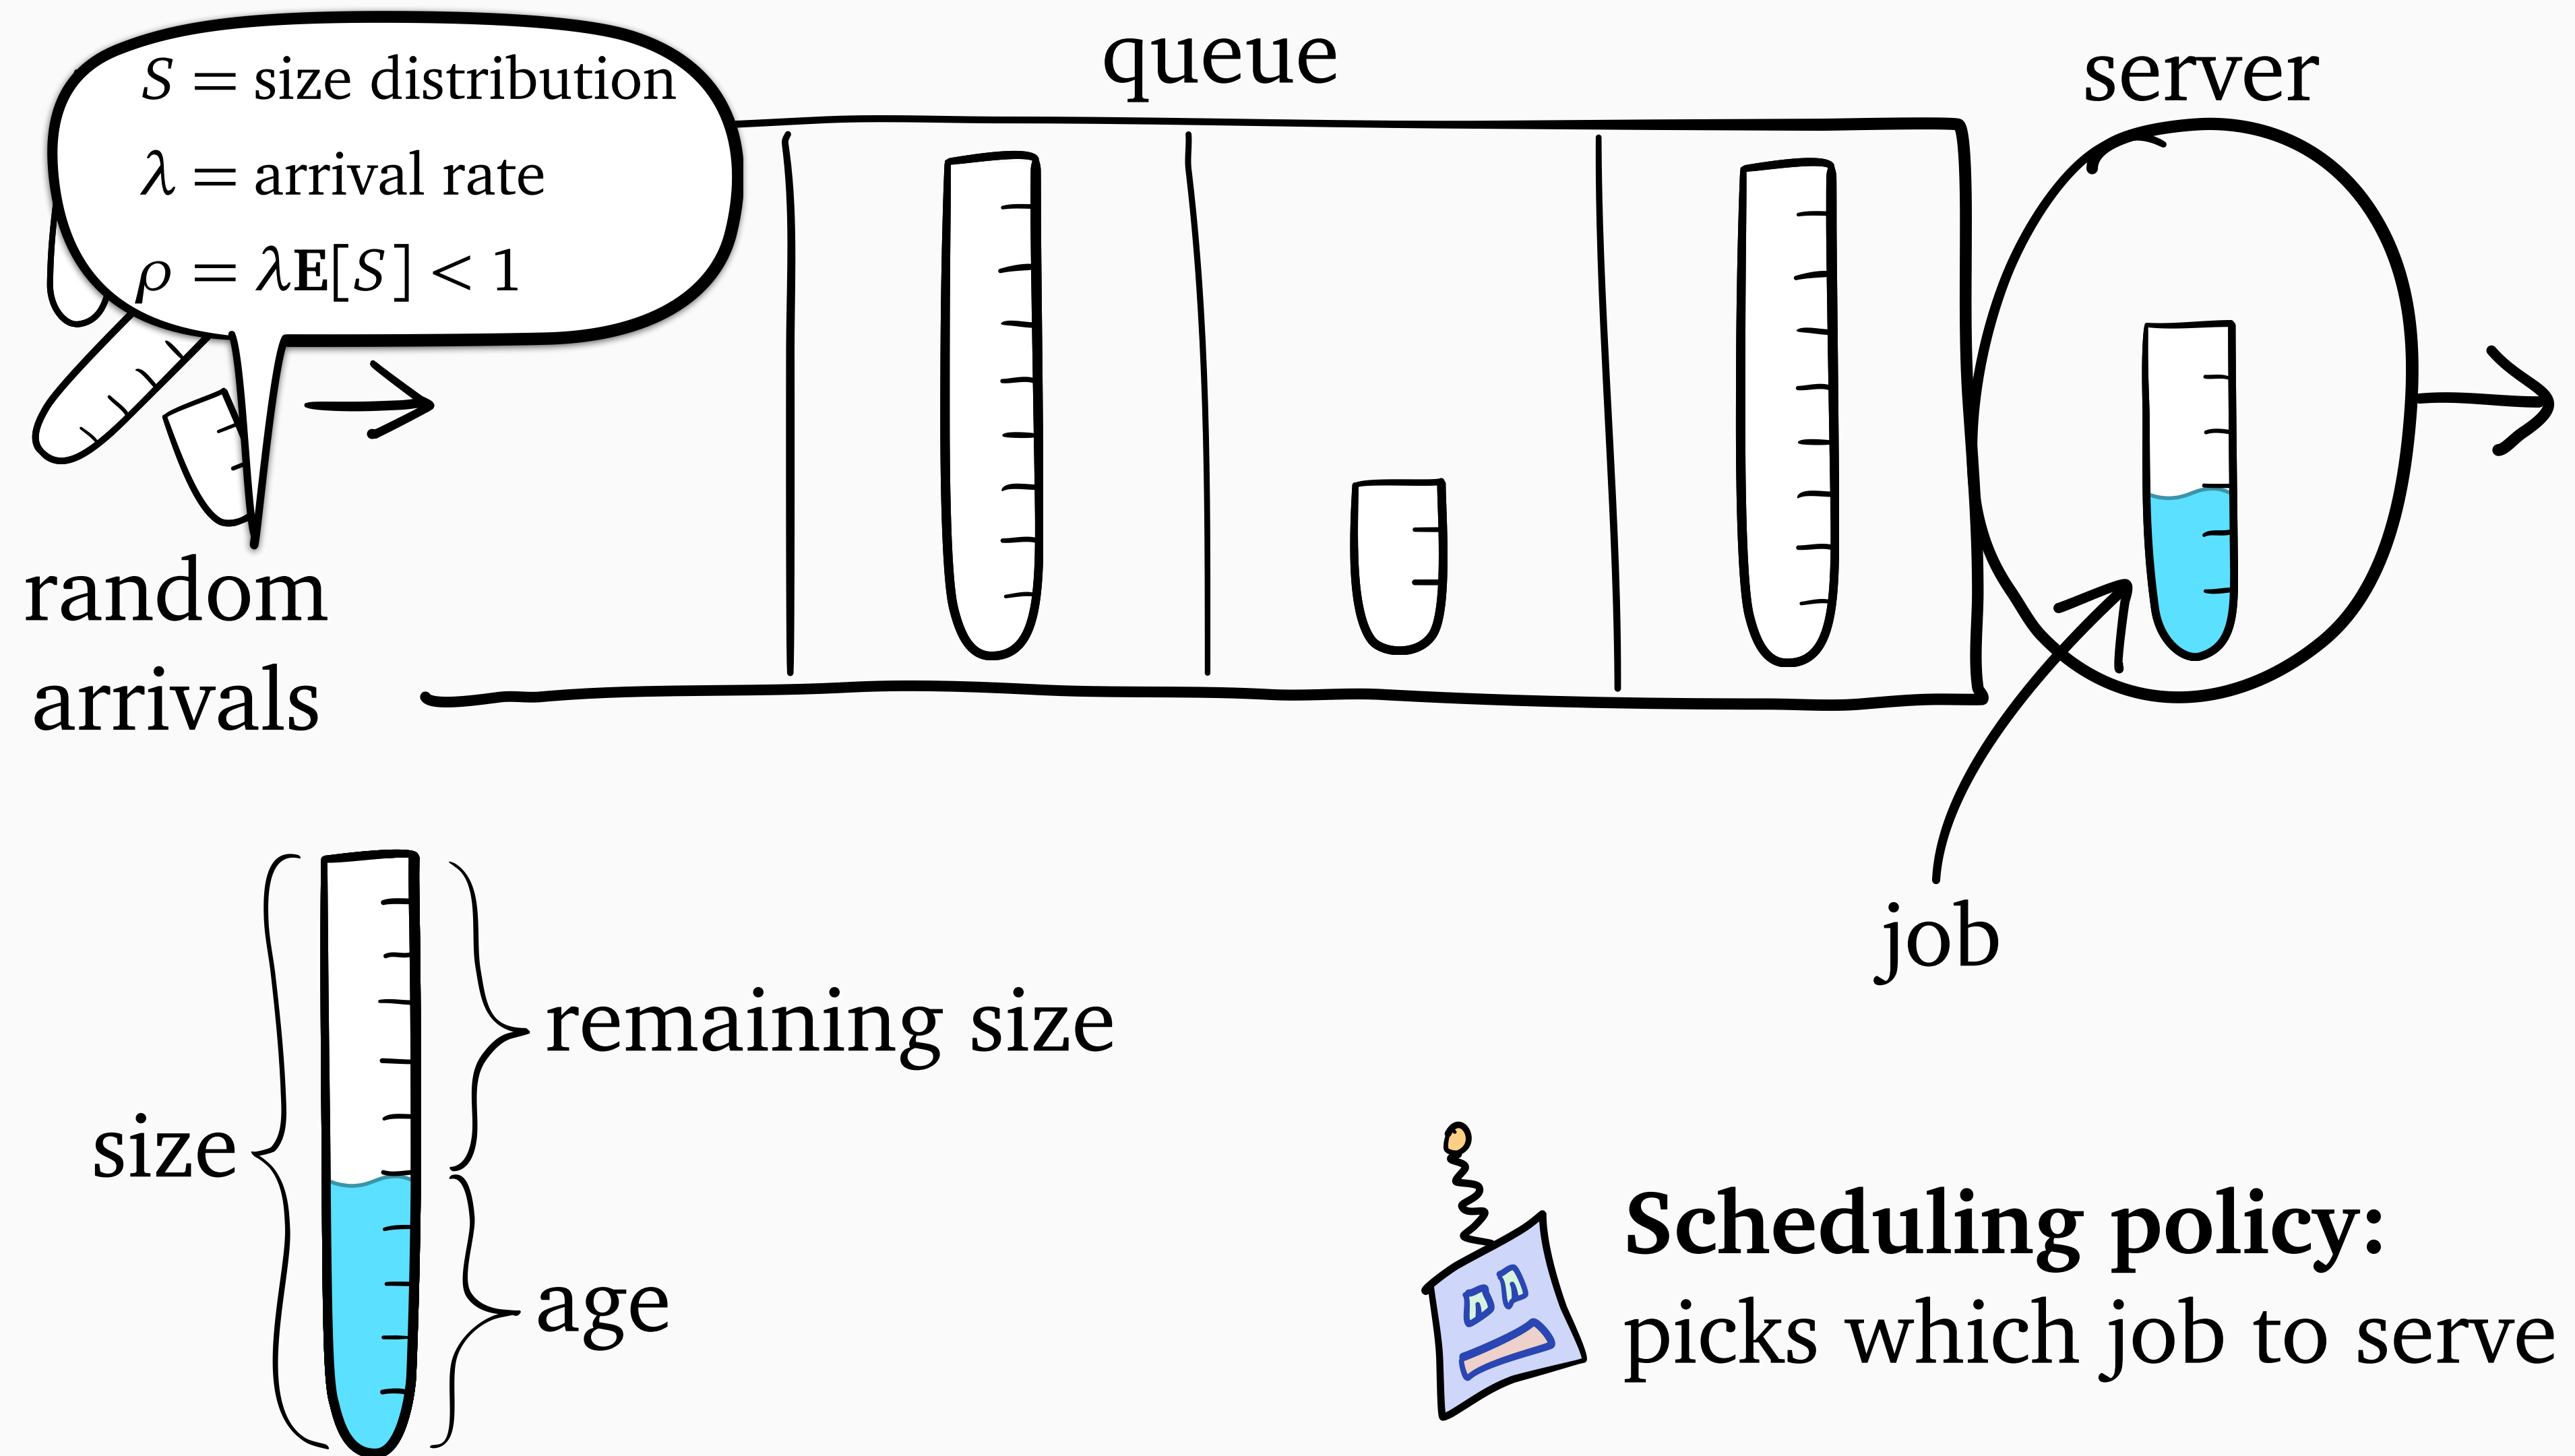 S = size distribution
λ = arrival rate
ρ = λE[S] < 1
queue
server
random
arrivals
job
size
remaining size
age
Scheduling policy:
picks which job to serve